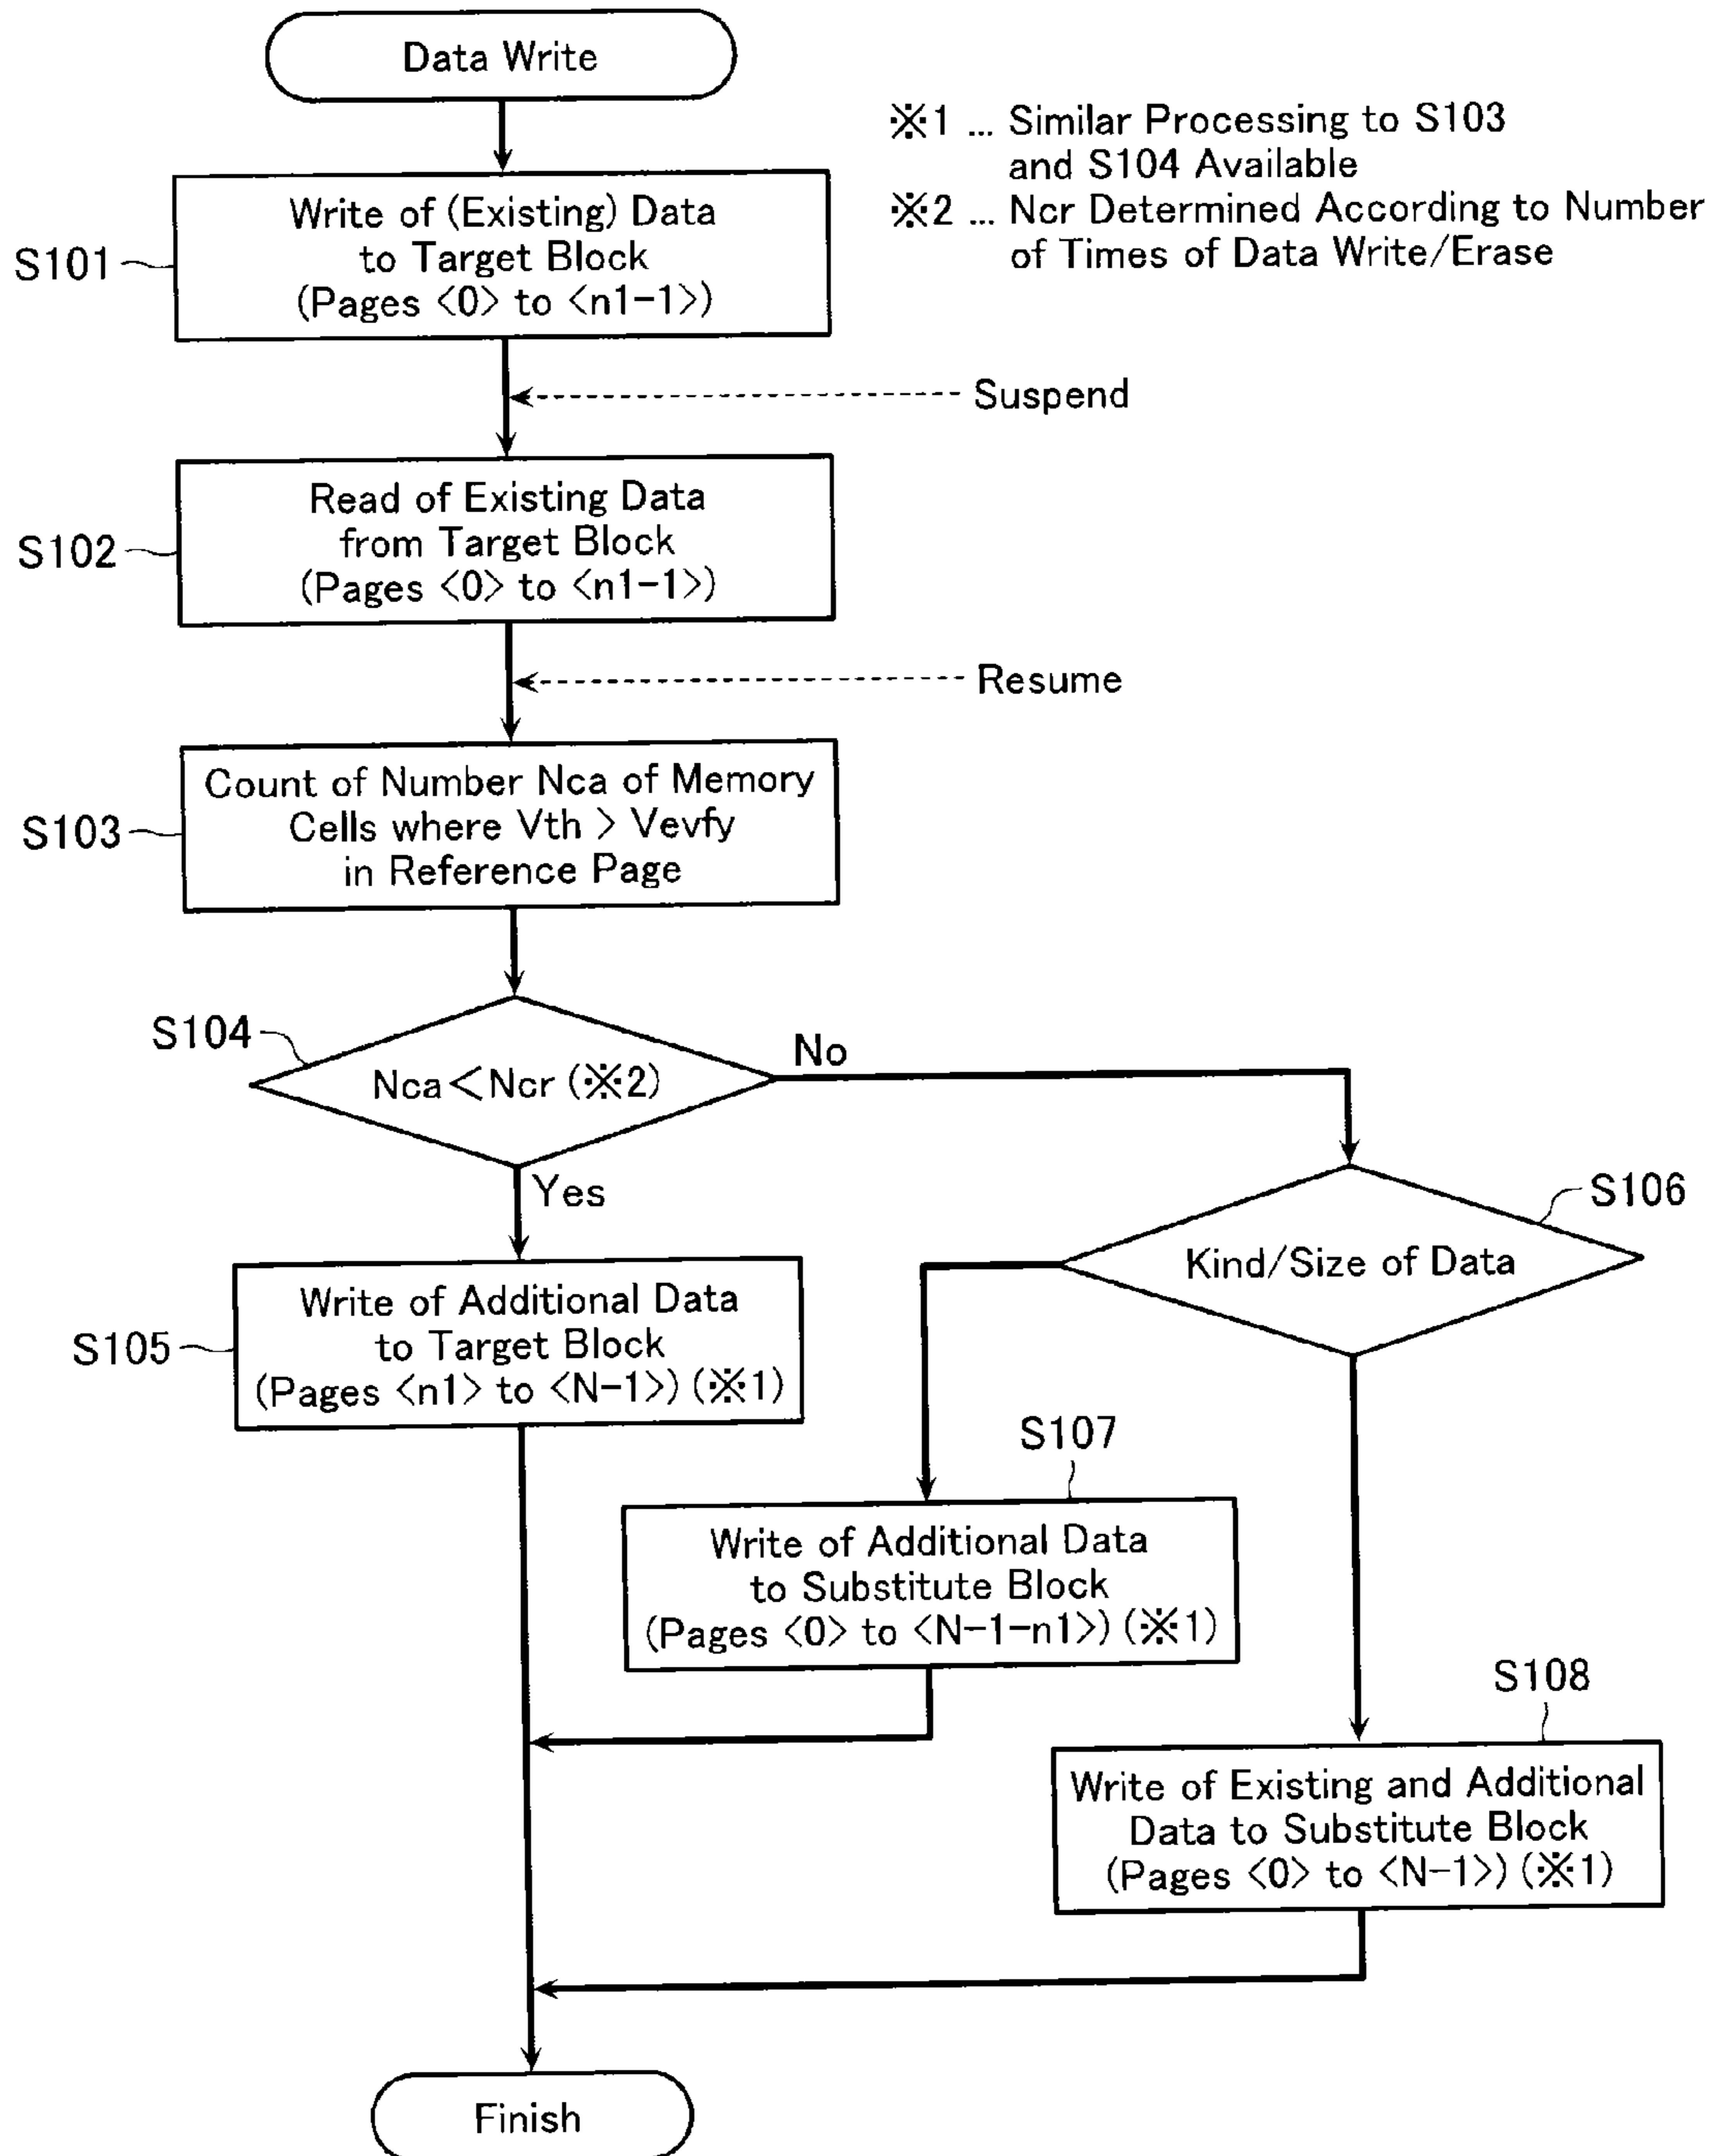 Data Write
※1 ... Similar Processing to S103
and S104 Available
※2 ... Ncr Determined According to Number
of Times of Data Write/Erase
S101
Write of (Existing) Data
to Target Block
(Pages <0> to <n1-1>)
Suspend
S102
Read of Existing Data
from Target Block
(Pages <0> to <n1-1>)
Resume
S103
Count of Number Nca of Memory
Cells where Vth > Vevfy
in Reference Page
S104
Nca<Ncr (※2)
No
Yes
S106
Kind/Size of Data
S105
Write of Additional Data
to Target Block
(Pages <n1> to <N-1>) (※1)
S107
Write of Additional Data
to Substitute Block
(Pages <0> to <N-1-n1>) (※1)
S108
Write of Existing and Additional
Data to Substitute Block
(Pages <0> to <N-1>) (※1)
Finish